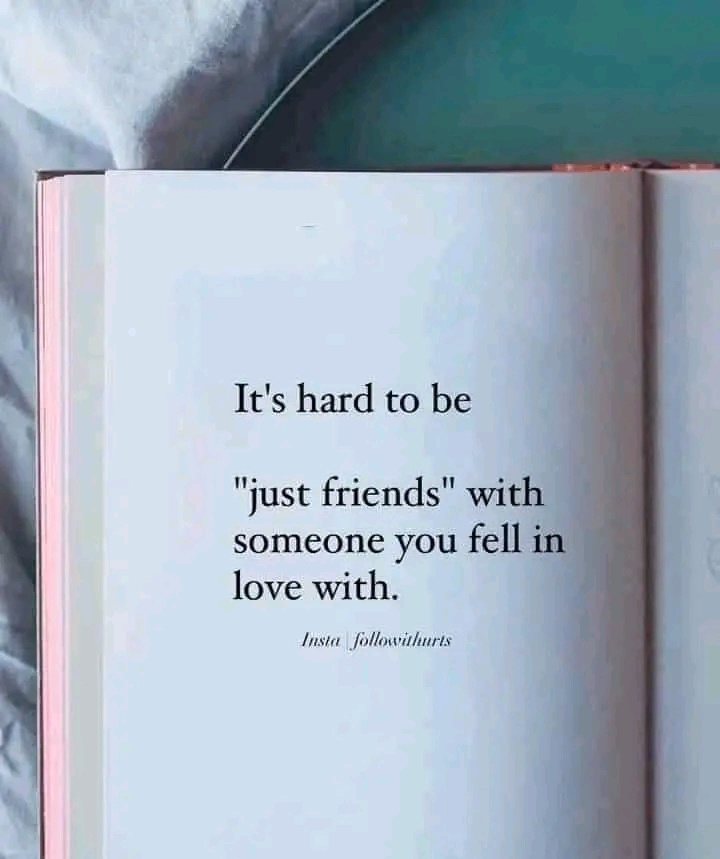 It's hard to be
"just friends" with
someone you fell in
love with.
Insta | followithurts